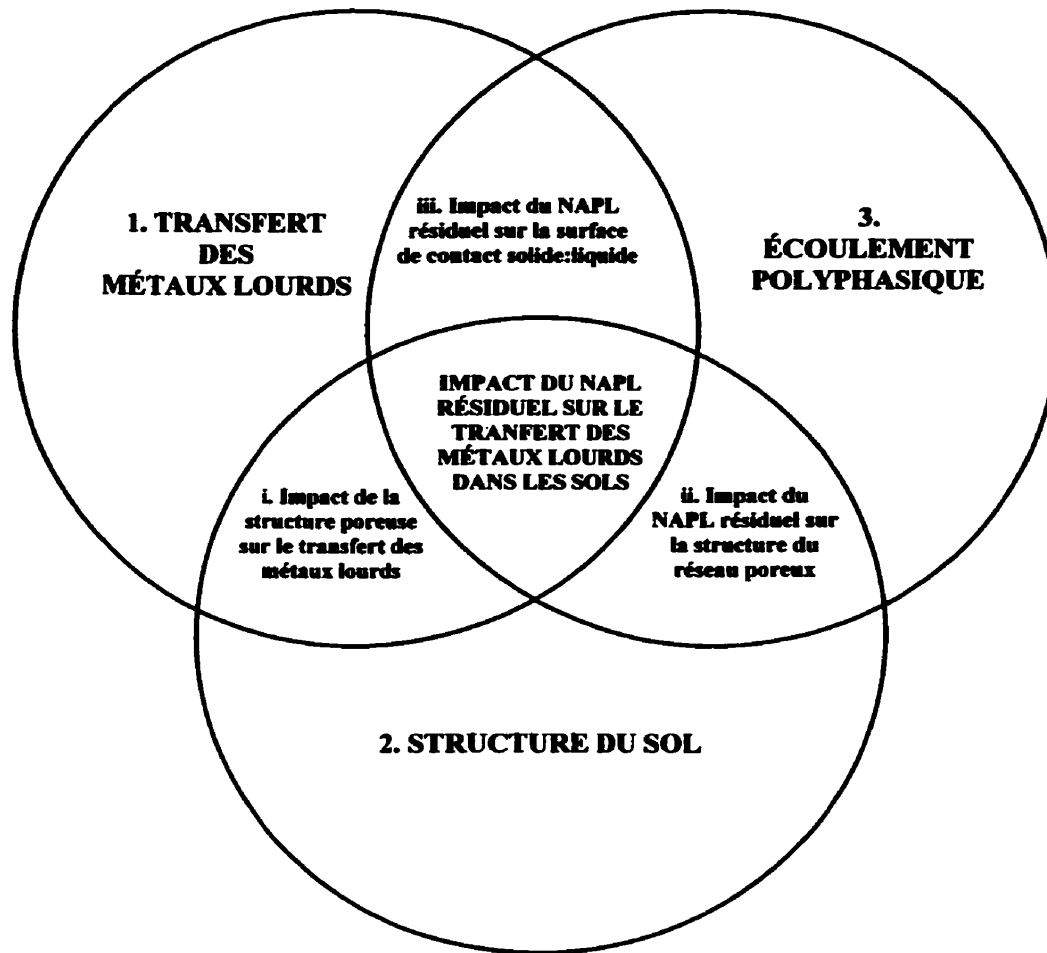 1. TRANSFERT
DES
MÉTAUX LOURDS
iii. Impact du NAPL
résiduel sur la surface
de contact solide:liquide
3.
ÉCOULEMENT
POLYPHASIQUE
IMPACT DU NAPL
RÉSIDUEL SUR LE
TRANFERT DES
MÉTAUX LOURDS
DANS LES SOLS
i. Impact de la
structure poreuse
sur le transfert des
métaux lourds
ii. Impact du
NAPL résiduel sur
la structure du
réseau poreux
2. STRUCTURE DU SOL